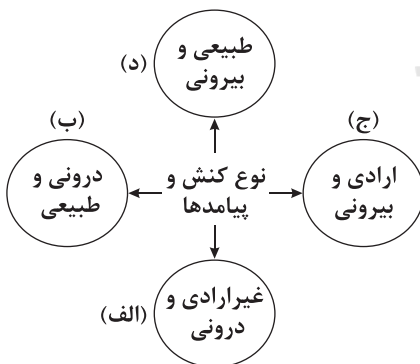 طبیعی و
بیرونی
(د)
(ج)
ارادی و
بیرونی
نوع کنش و
پیامدها
(ب)
درونی و
طبیعی
غیرارادی و
درونی
(الف)